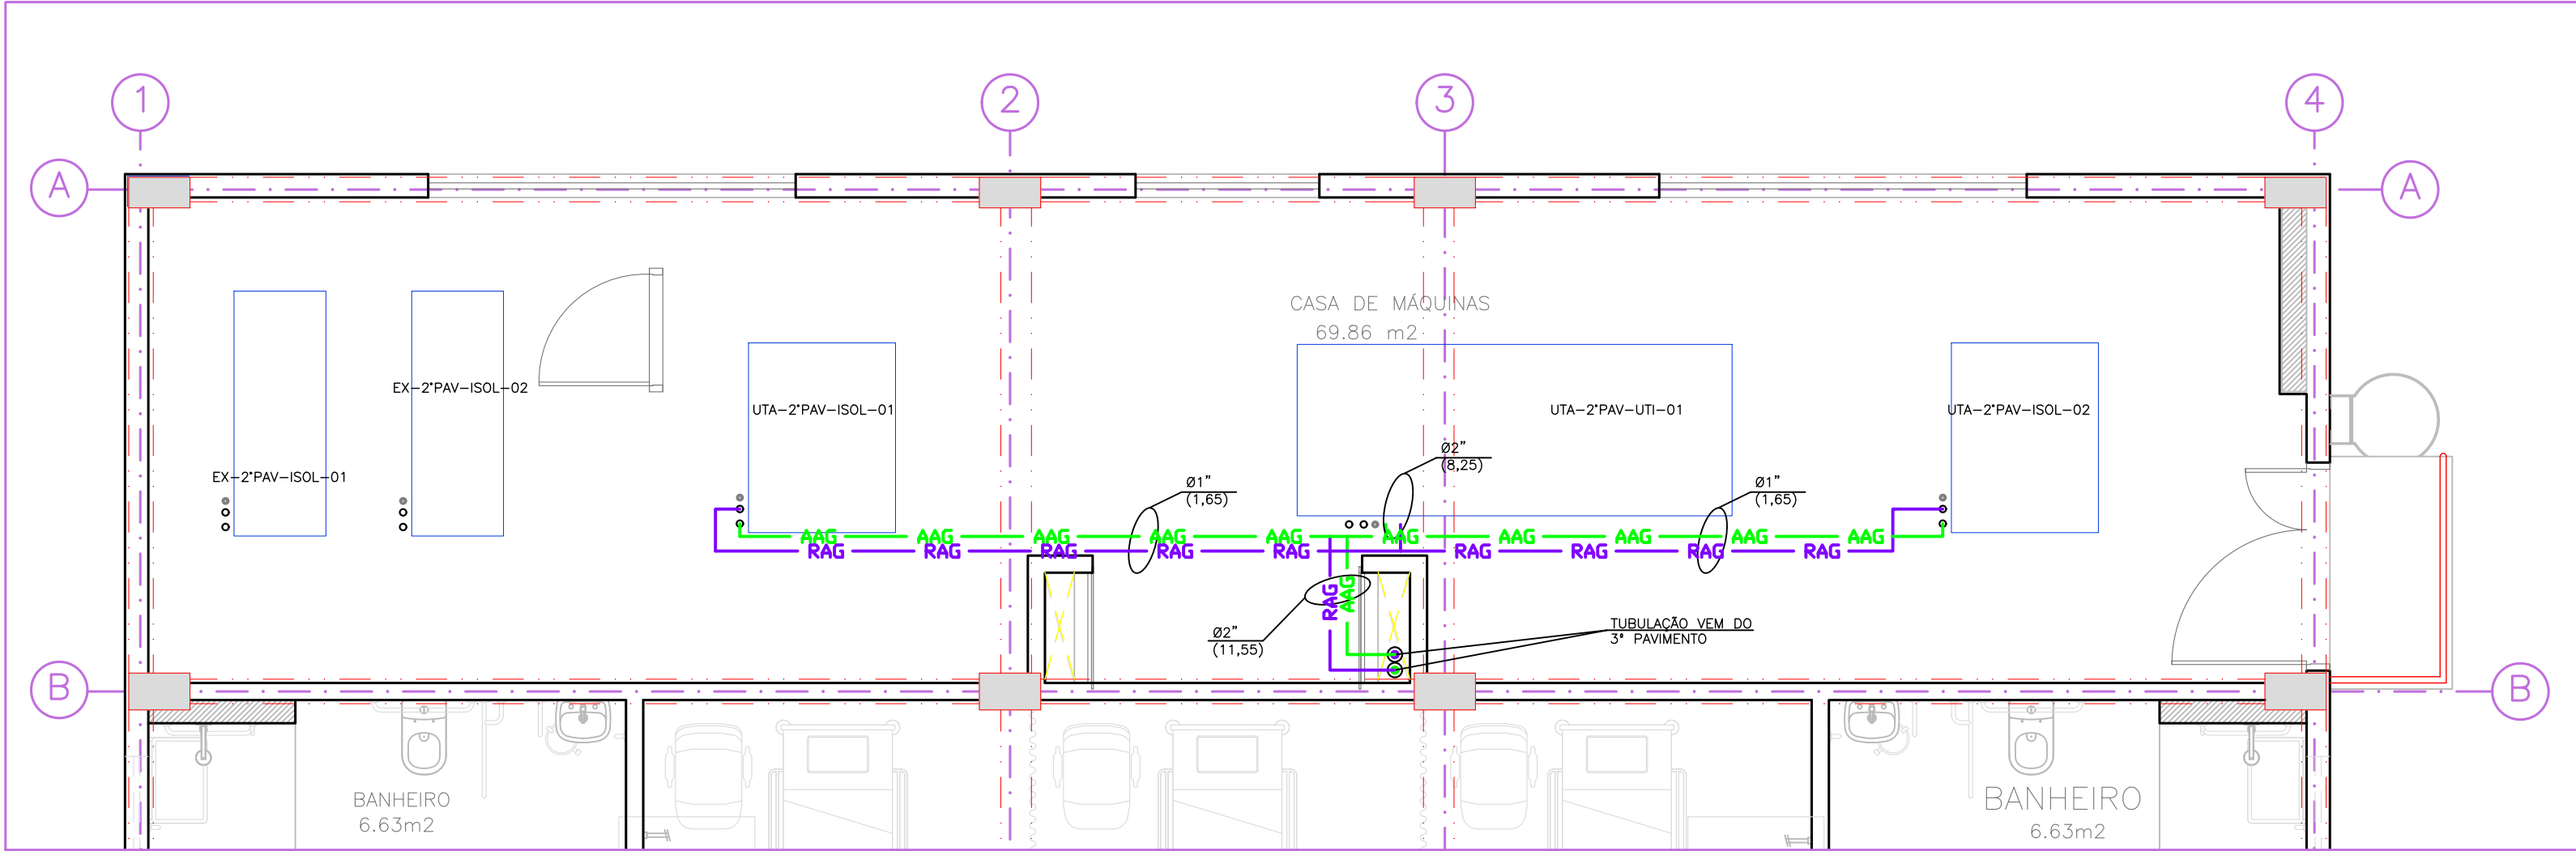 1
2
3
4
A
A
CASA DE MÁQUINAS
69.86 m2
EX-2°PAV-ISOL-02
UTA-2°PAV-ISOL-01
UTA-2°PAV-UTI-01
UTA-2°PAV-ISOL-02
EX-2°PAV-ISOL-01
Ø2"
(8,25)
Ø1"
(1,65)
Ø1"
(1,65)
AAG AAG AAG AAG AAG AAG AAG AAG AAG AAG
RAG RAG RAG RAG RAG RAG RAG RAG RAG
RAG
AAG
Ø2"
(11,55)
TUBULAÇÃO VEM DO
3° PAVIMENTO
B
B
BANHEIRO
6.63m2
BANHEIRO
6.63m2